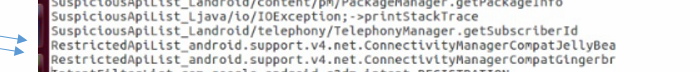 SuspiciousApiList_Landroid/content/pm/PackageManager.getPackageInfo
SuspiciousApiList_Ljava/io/IOException;->printStackTrace
SuspiciousApiList_Landroid/telephony/TelephonyManager.getSubscriberId
RestrictedApiList_android.support.v4.net.ConnectivityManagerCompatJellyBea
RestrictedApiList_android.support.v4.net.ConnectivityManagerCompatGingerbr